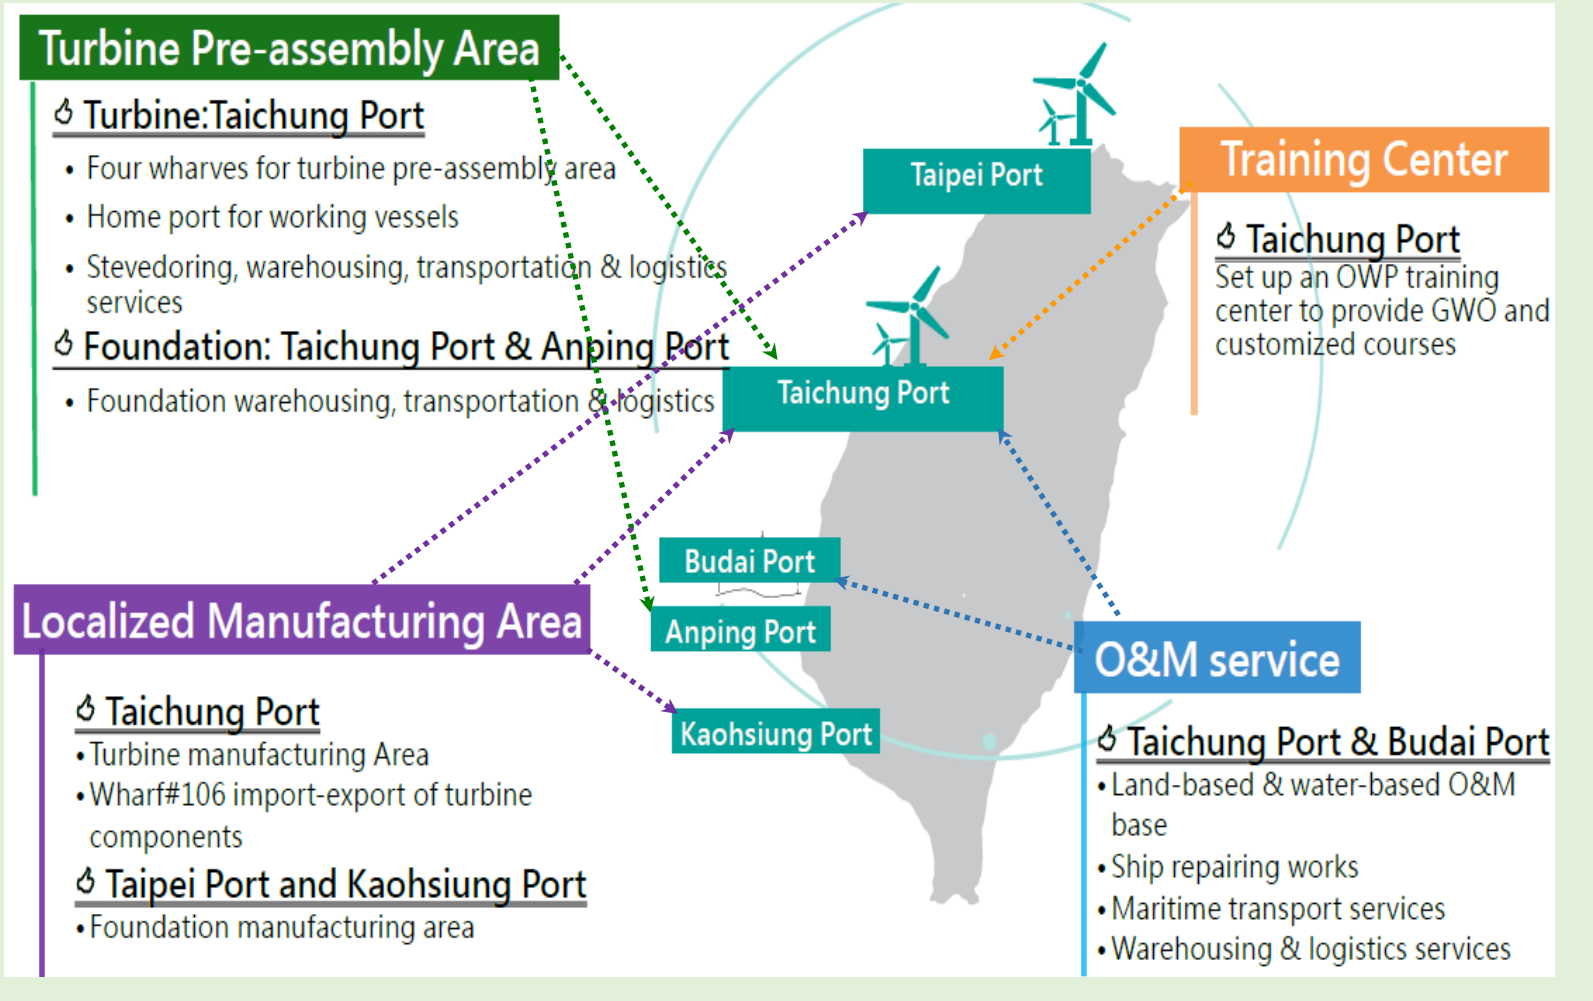 Turbine Pre-assembly Area
Turbine:Taichung Port
• Four wharves for turbine pre-assembly area
• Home port for working vessels
• Stevedoring, warehousing, transportation & logistics
services
Foundation: Taichung Port & Anping Port
• Foundation warehousing, transportation & logistics
Taipei Port
Training Center
Taichung Port
Set up an OWP training
center to provide GWO and
customized courses
Taichung Port
Budai Port
Anping Port
Kaohsiung Port
Localized Manufacturing Area
Taichung Port
• Turbine manufacturing Area
• Wharf#106 import-export of turbine
components
Taipei Port and Kaohsiung Port
• Foundation manufacturing area
O&M service
Taichung Port & Budai Port
• Land-based & water-based O&M
base
• Ship repairing works
• Maritime transport services
• Warehousing & logistics services